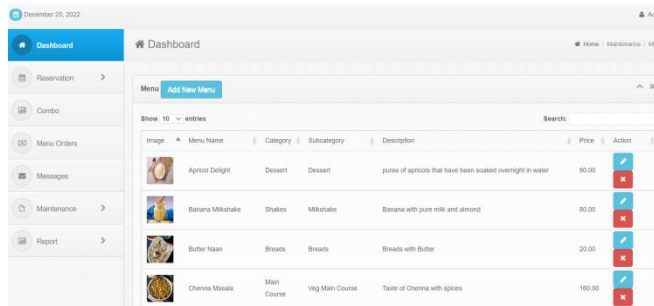 December 25, 2022
Dashboard
Reservation
Combo
Menu Orders
Messages
Maintenance
Report
Dashboard
Home / Maintenance /
Menu Add New Menu
Show 10 entries
Search:
Image Menu Name Category Subcategory Description Price Action
Apricot Delight Dessert Dessert puree of apricots that have been soaked overnight in water 90.00
Banana Milkshake Shakes Milkshake Banana with pure milk and almond 80.00
Butter Naan Breads Breads Breads with Butter 20.00
Chenna Masala Main Course Veg Main Course Taste of Chenna with spices 160.00